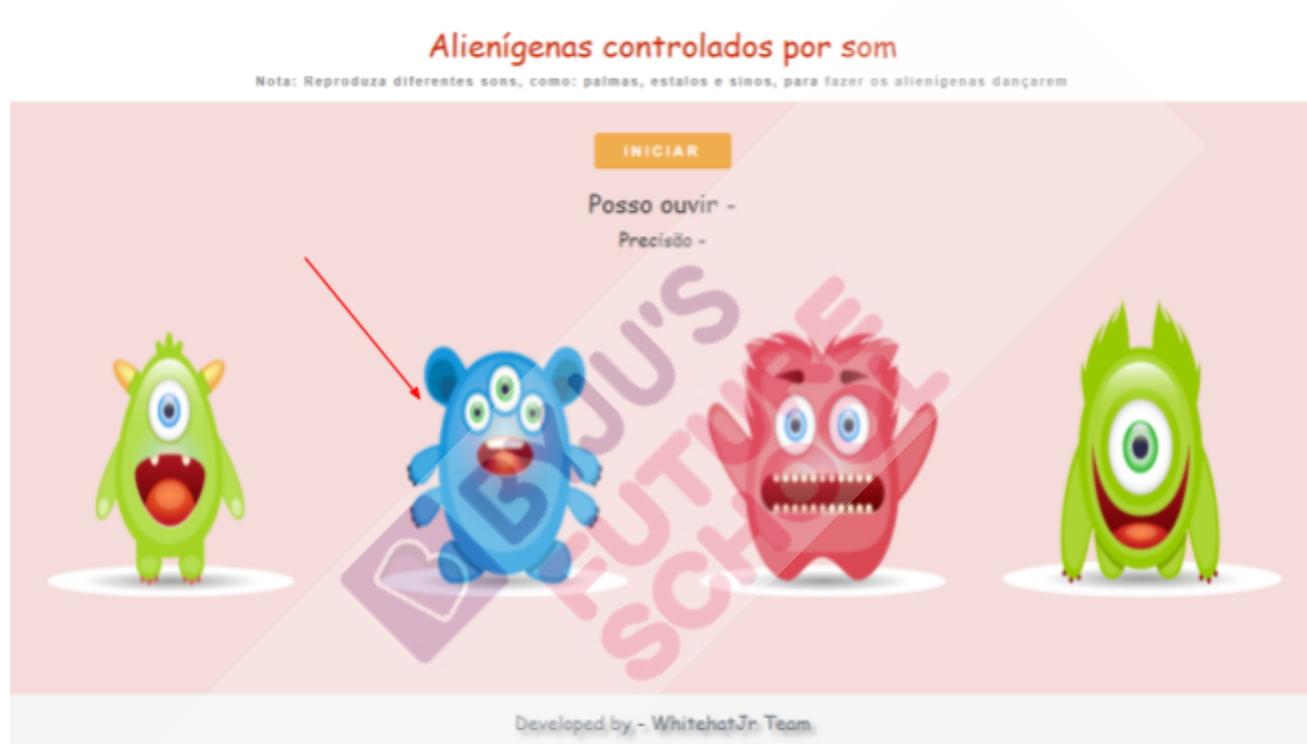 Alienígenas controlados por som
Nota: Reproduza diferentes sons, como: palmas, estalos e sinos, para fazer os alienígenas dançarem
INICIAR
Posso ouvir -
Precisão -
BYJU'S
FUTURE
SCHOOL
Developed by - WhitehatJr Team